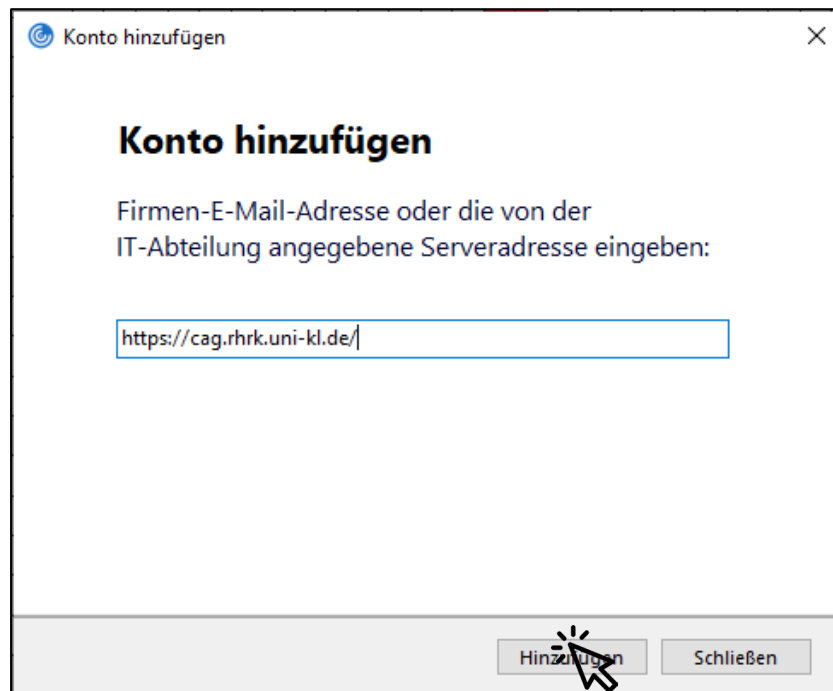 Konto hinzufügen
Konto hinzufügen
Firmen-E-Mail-Adresse oder die von der
IT-Abteilung angegebene Serveradresse eingeben:
https://cag.rhrk.uni-kl.de/
Hinzufügen
Schließen